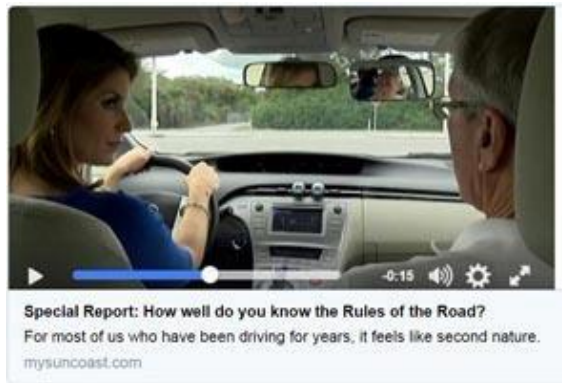 -0:15
Special Report: How well do you know the Rules of the Road?
For most of us who have been driving for years, it feels like second nature.
mysuncoast.com